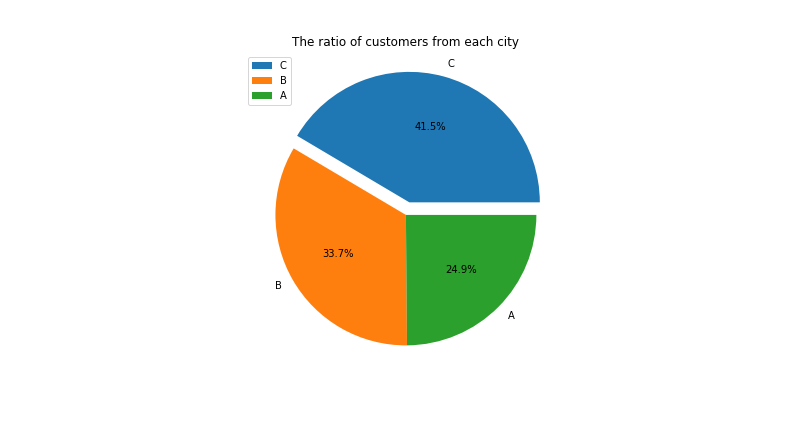 The ratio of customers from each city
C
B
A
C
41.5%
33.7%
24.9%
B
A